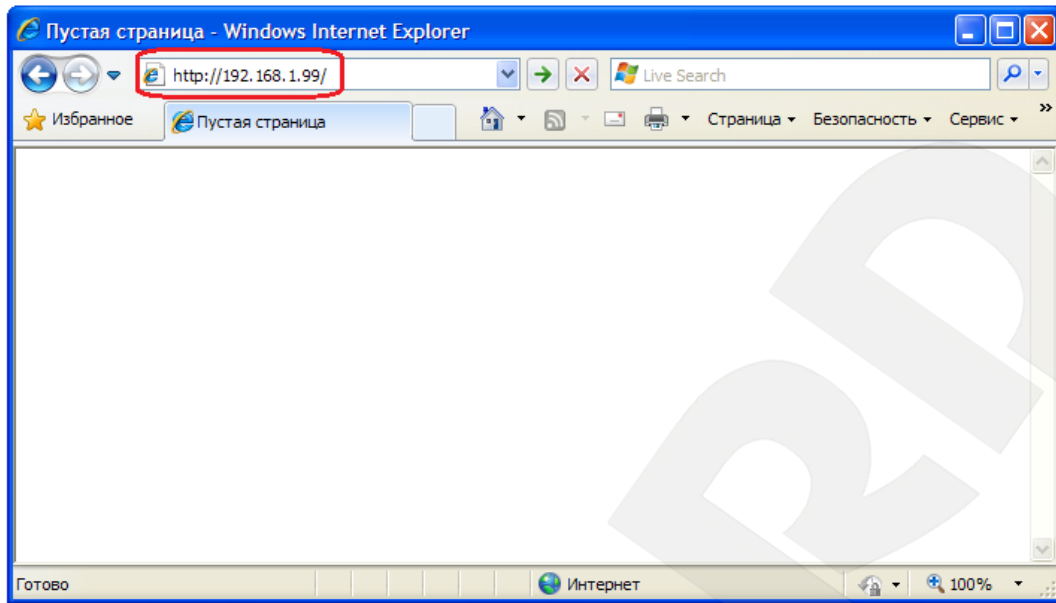 Пустая страница - Windows Internet Explorer
http://192.168.1.99/
Live Search
Избранное
Пустая страница
Страница
Безопасность
Сервис
»
Готово
Интернет
100%